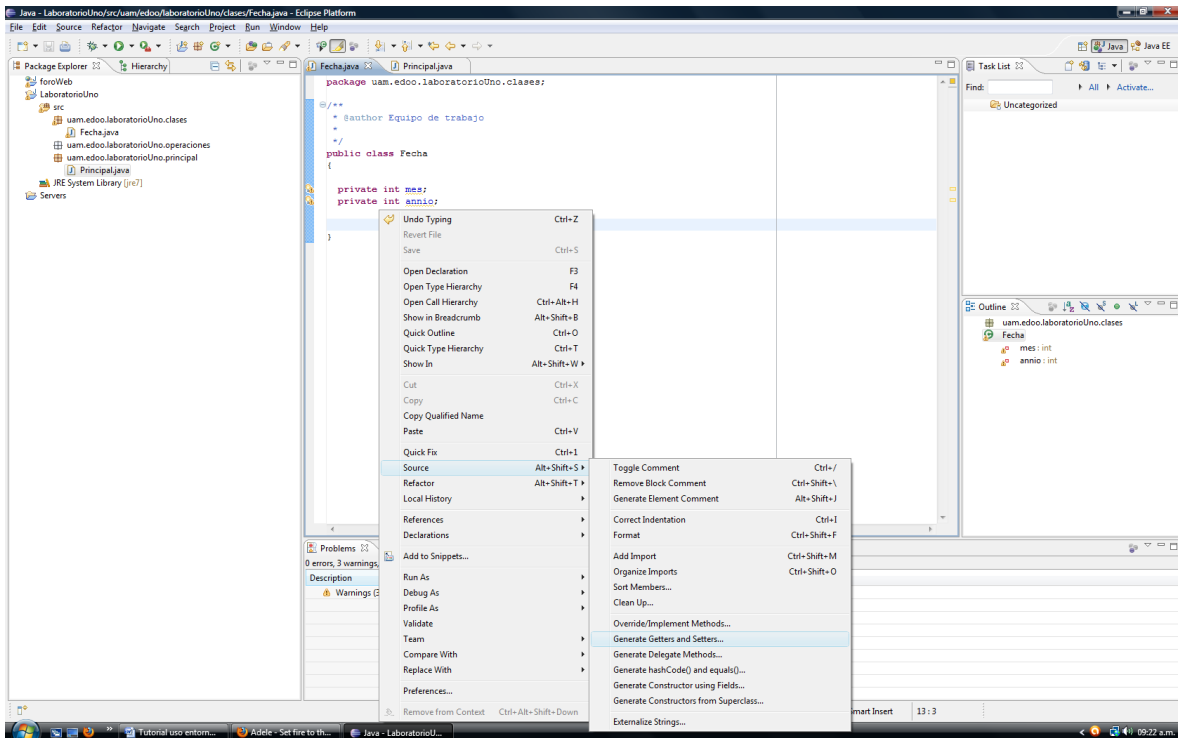 Java - LaboratorioUno/src/uam/edoo/laboratorioUno/clases/Fecha.java - Eclipse Platform
File Edit Source Refactor Navigate Search Project Run Window Help
Java Java EE
Package Explorer Hierarchy
foroWeb
LaboratorioUno
src
uam.edoo.laboratorioUno.clases
Fecha.java
uam.edoo.laboratorioUno.operaciones
uam.edoo.laboratorioUno.principal
Principal.java
JRE System Library [jre7]
Servers
Fecha.java Principal.java
package uam.edoo.laboratorioUno.clases;
/**
* @author Equipo de trabajo
*
*/
public class Fecha
{
private int mes;
private int annio;
}
Undo Typing Ctrl+Z
Revert File
Save Ctrl+S
Open Declaration F3
Open Type Hierarchy F4
Open Call Hierarchy Ctrl+Alt+H
Show in Breadcrumb Alt+Shift+B
Quick Outline Ctrl+O
Quick Type Hierarchy Ctrl+T
Show In Alt+Shift+W
Cut Ctrl+X
Copy Ctrl+C
Copy Qualified Name
Paste Ctrl+V
Quick Fix Ctrl+1
Source Alt+Shift+S
Refactor Alt+Shift+T
Local History
References
Declarations
Add to Snippets...
Run As
Debug As
Profile As
Validate
Team
Compare With
Replace With
Preferences...
Remove from Context Ctrl+Alt+Shift+Down
Toggle Comment Ctrl+/
Remove Block Comment Ctrl+Shift+\
Generate Element Comment Alt+Shift+J
Correct Indentation Ctrl+I
Format Ctrl+Shift+F
Add Import Ctrl+Shift+M
Organize Imports Ctrl+Shift+O
Sort Members...
Clean Up...
Override/Implement Methods...
Generate Getters and Setters...
Generate Delegate Methods...
Generate hashCode() and equals()...
Generate Constructor using Fields...
Generate Constructors from Superclass...
Externalize Strings...
Task List
Find: All Activate...
Uncategorized
Outline
uam.edoo.laboratorioUno.clases
Fecha
mes : int
annio : int
Problems
0 errors, 3 warnings,
Description
Warnings (3
mart Insert 13 : 3
Tutorial uso entorn... Adele - Set fire to th... Java - LaboratorioU... 09:22 a.m.